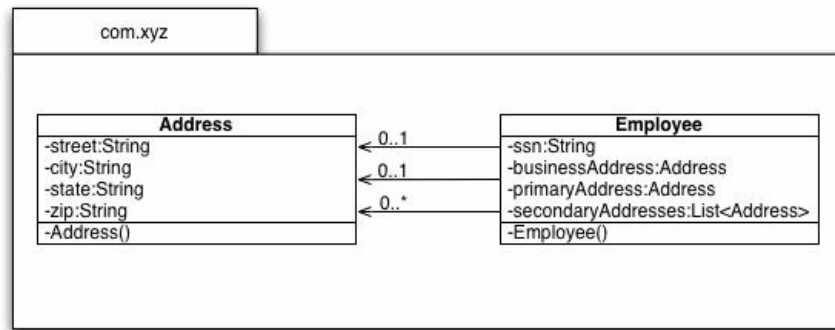 com.xyz
Address
-street:String
-city:String
-state:String
-zip:String
-Address()
0..1
0..1
0..*
Employee
-ssn:String
-businessAddress:Address
-primaryAddress:Address
-secondaryAddresses:List<Address>
-Employee()